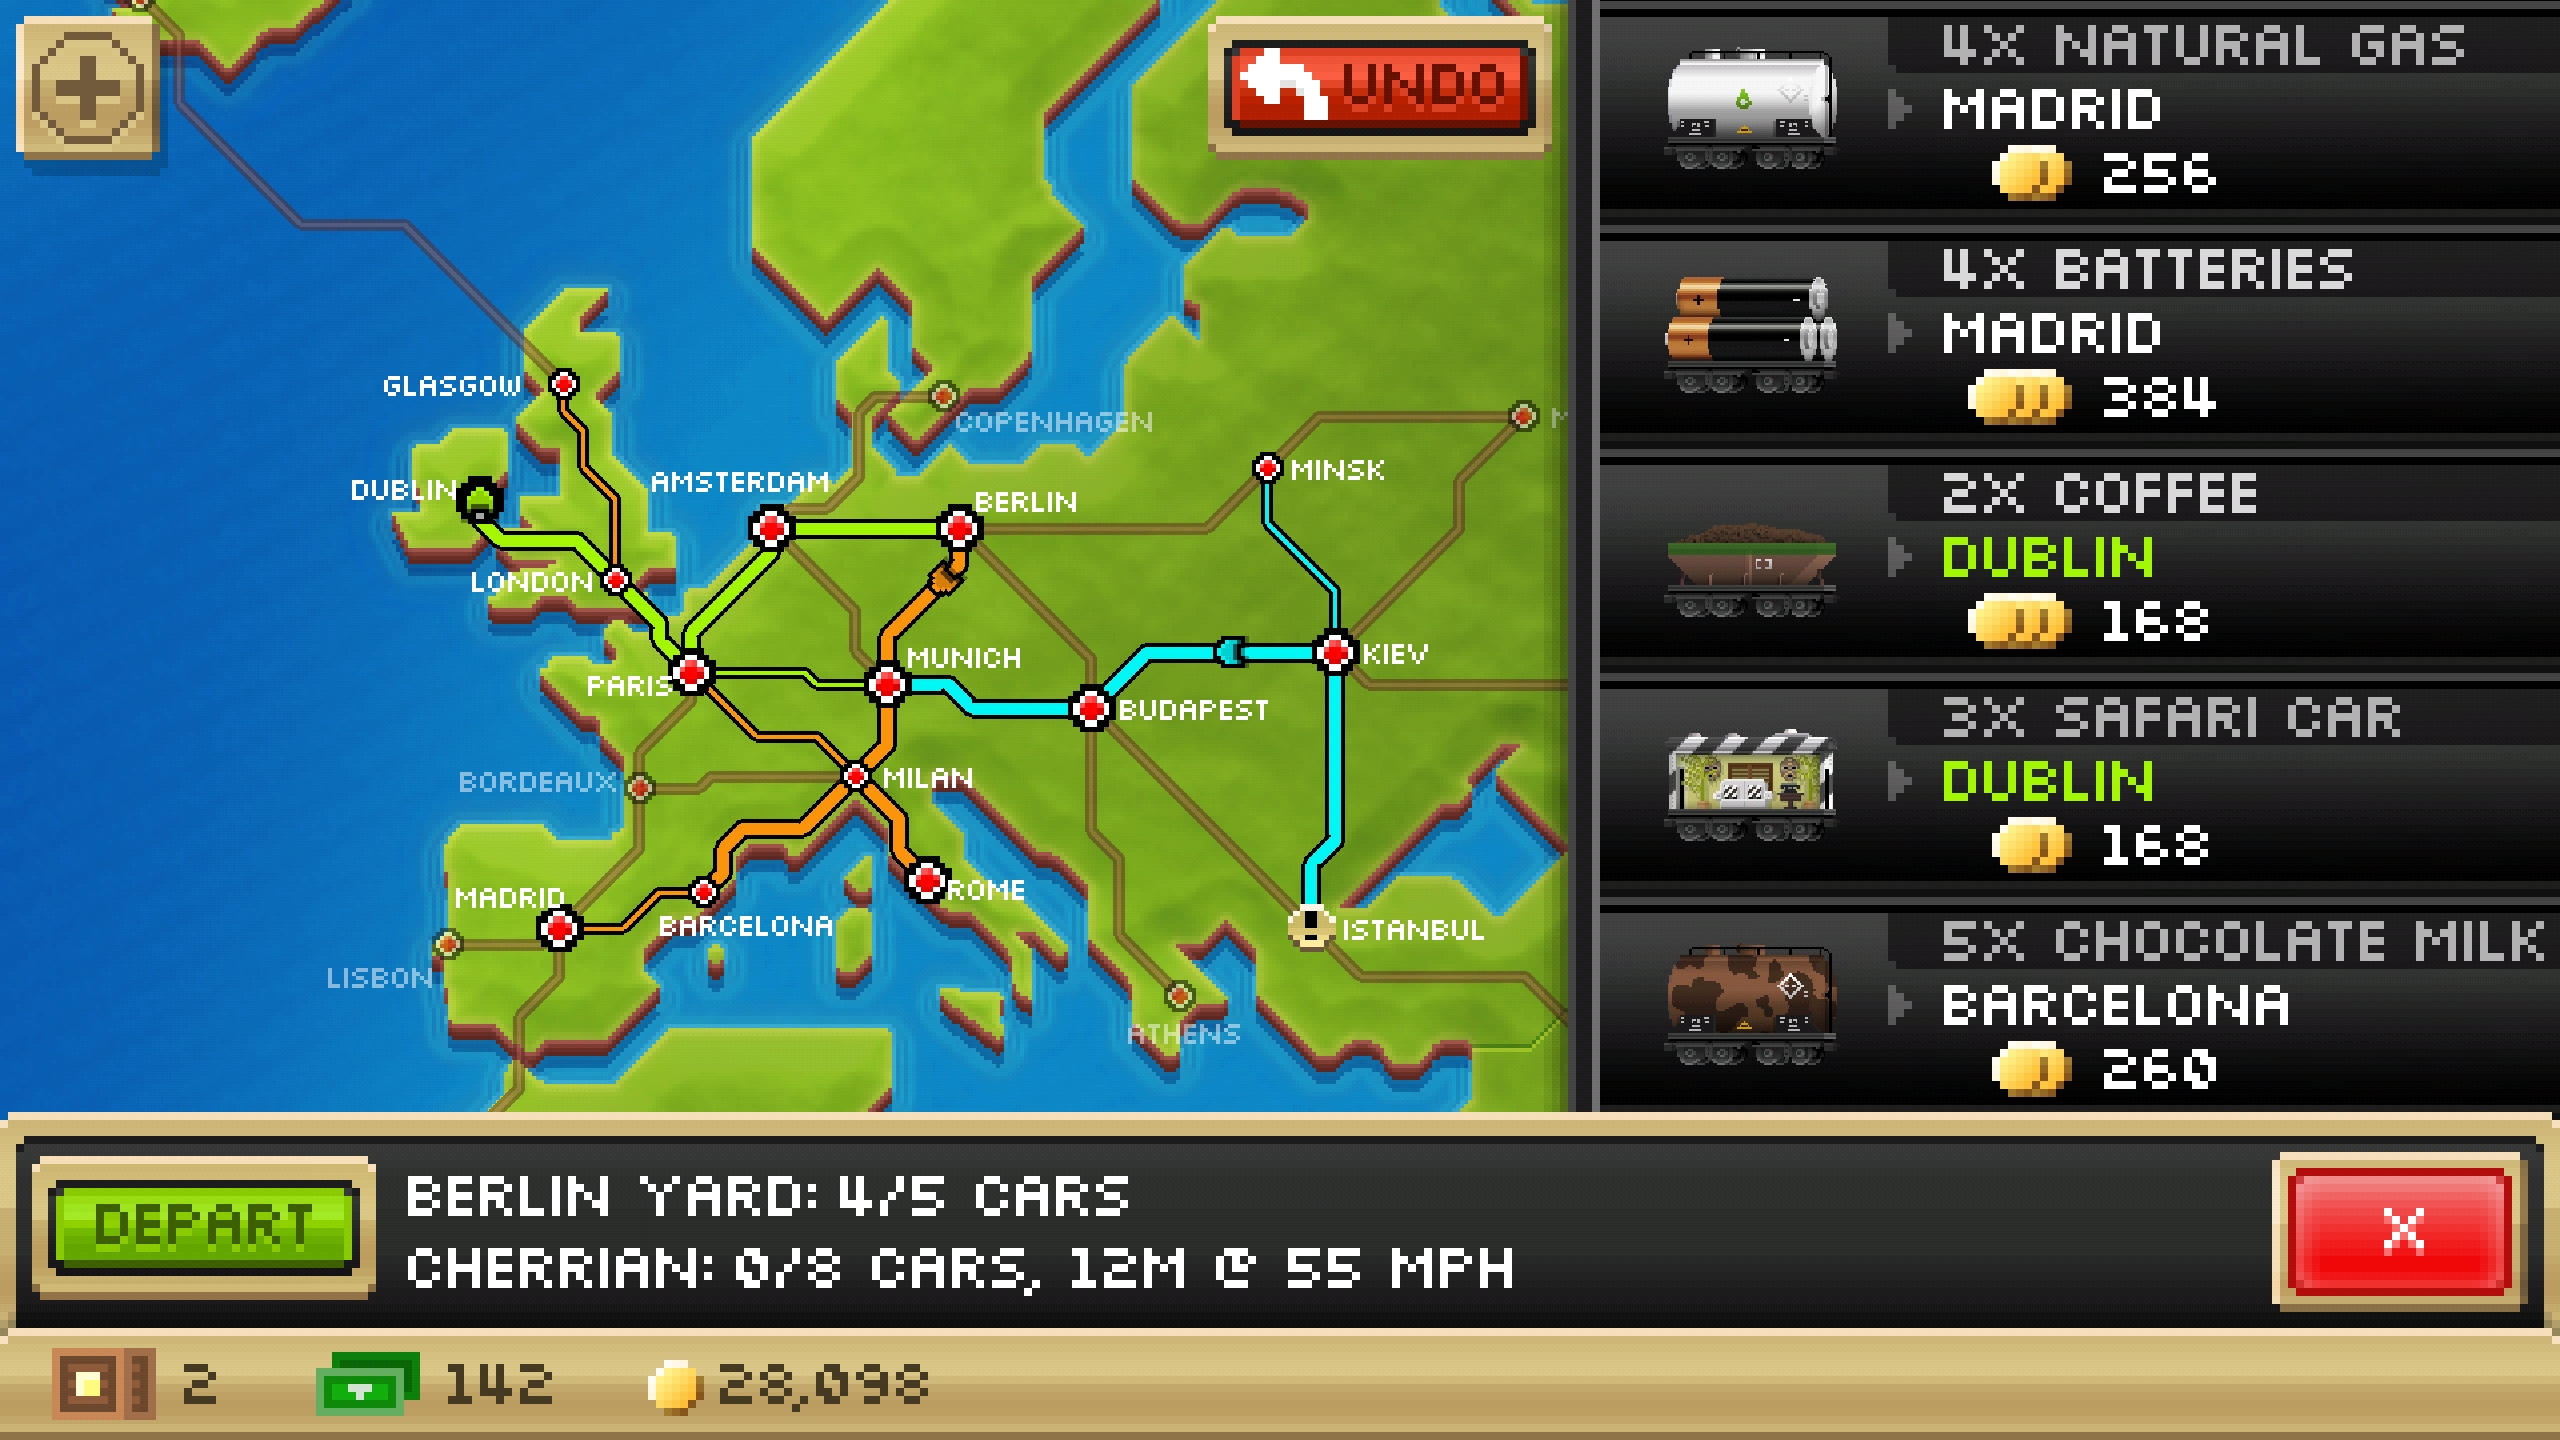 UNDO
GLASGOW
COPENHAGEN
DUBLIN
AMSTERDAM
BERLIN
MINSK
M
LONDON
MUNICH
KIEV
PARIS
BUDAPEST
BORDEAUX
MILAN
MADRID
ROME
BARCELONA
ISTANBUL
LISBON
ATHENS
4X NATURAL GAS
MADRID
256
4X BATTERIES
MADRID
384
2X COFFEE
DUBLIN
168
3X SAFARI CAR
DUBLIN
168
5X CHOCOLATE MILK
BARCELONA
260
DEPART
BERLIN YARD: 4/5 CARS
CHERRIAN: 0/8 CARS, 12M @ 55 MPH
X
2
142
28,098